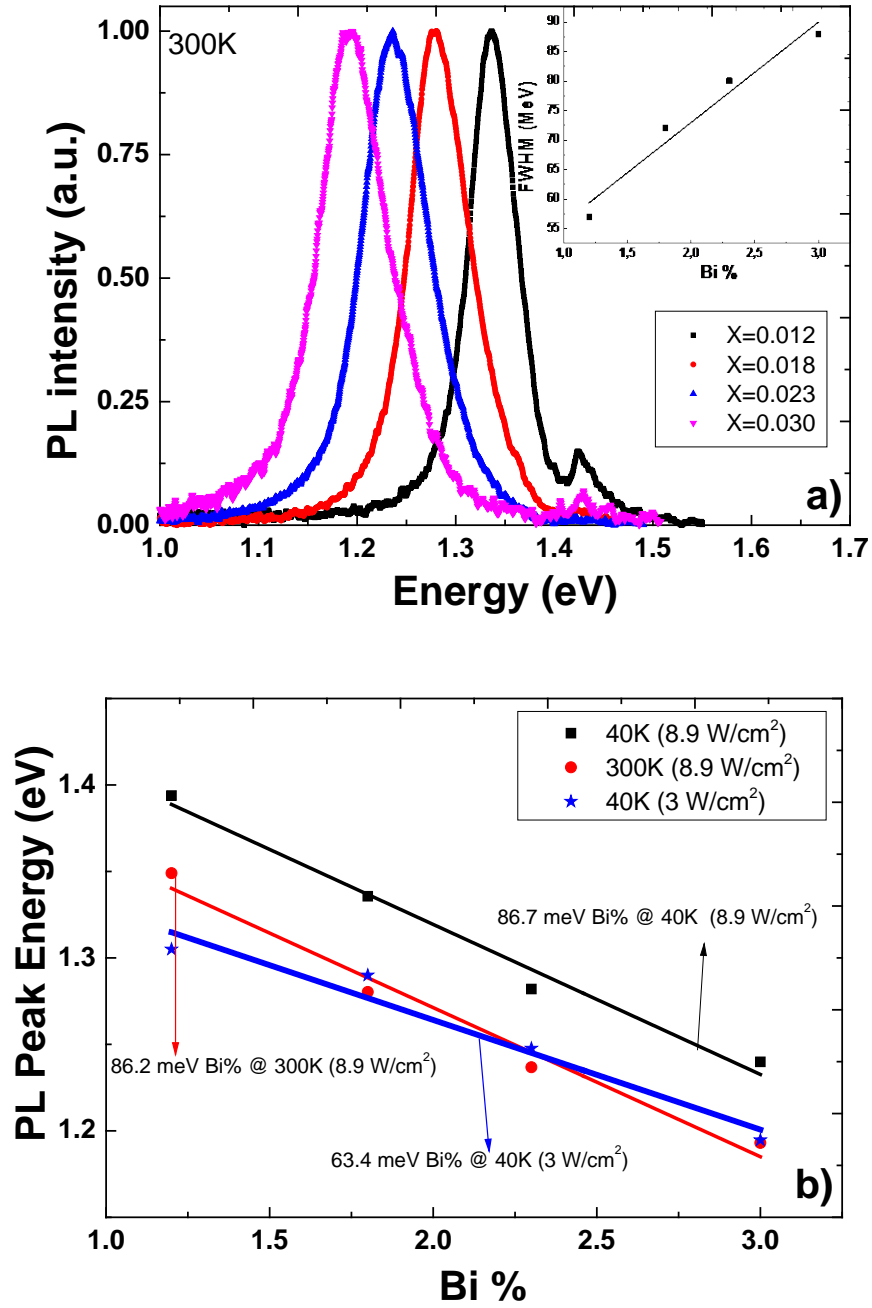 300K
1.00
0.75
0.50
0.25
0.00
PL intensity (a.u.)
1.0 1.1 1.2 1.3 1.4 1.5 1.6 1.7
Energy (eV)
90
85
80
75
70
65
60
55
FWHM (MeV)
1,0 1,5 2,0 2,5 3,0
Bi %
X=0.012
X=0.018
X=0.023
X=0.030
a)
PL Peak Energy (eV)
1.4
1.3
1.2
40K (8.9 W/cm²)
300K (8.9 W/cm²)
40K (3 W/cm²)
86.7 meV Bi% @ 40K (8.9 W/cm²)
86.2 meV Bi% @ 300K (8.9 W/cm²)
63.4 meV Bi% @ 40K (3 W/cm²)
b)
1.0 1.5 2.0 2.5 3.0
Bi %